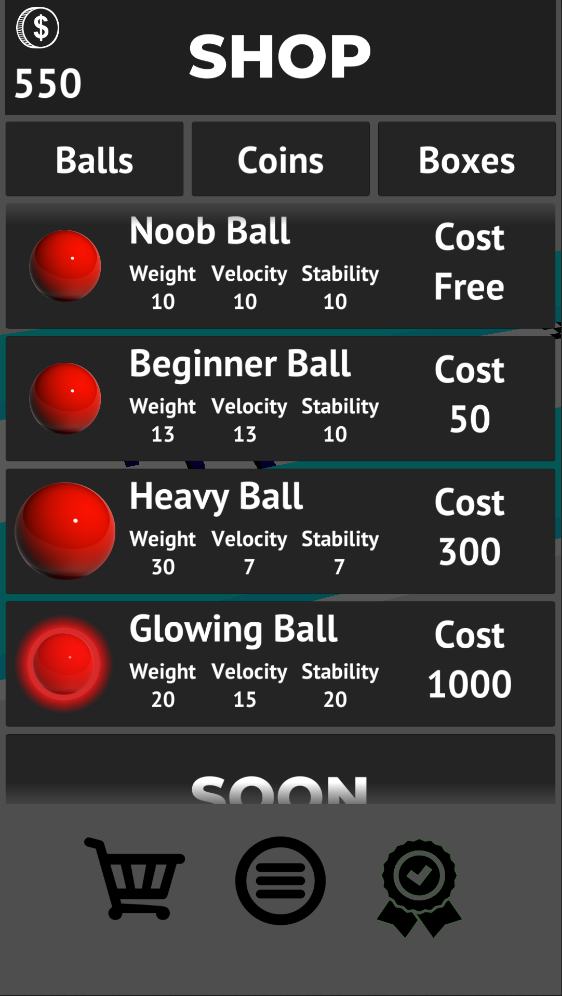 $
550
SHOP
Balls Coins Boxes
Noob Ball
Weight Velocity Stability
10 10 10
Cost
Free
Beginner Ball
Weight Velocity Stability
13 13 10
Cost
50
Heavy Ball
Weight Velocity Stability
30 7 7
Cost
300
Glowing Ball
Weight Velocity Stability
20 15 20
Cost
1000
SOON